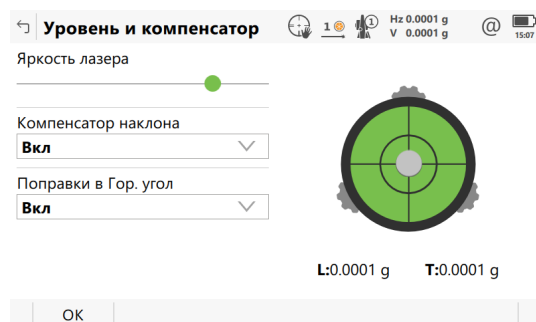 Уровень и компенсатор
1
1
Hz 0.0001 g
V 0.0001 g
@
15:07
Яркость лазера
Компенсатор наклона
Вкл
Поправки в Гор. угол
Вкл
L:0.0001 g T:0.0001 g
OK